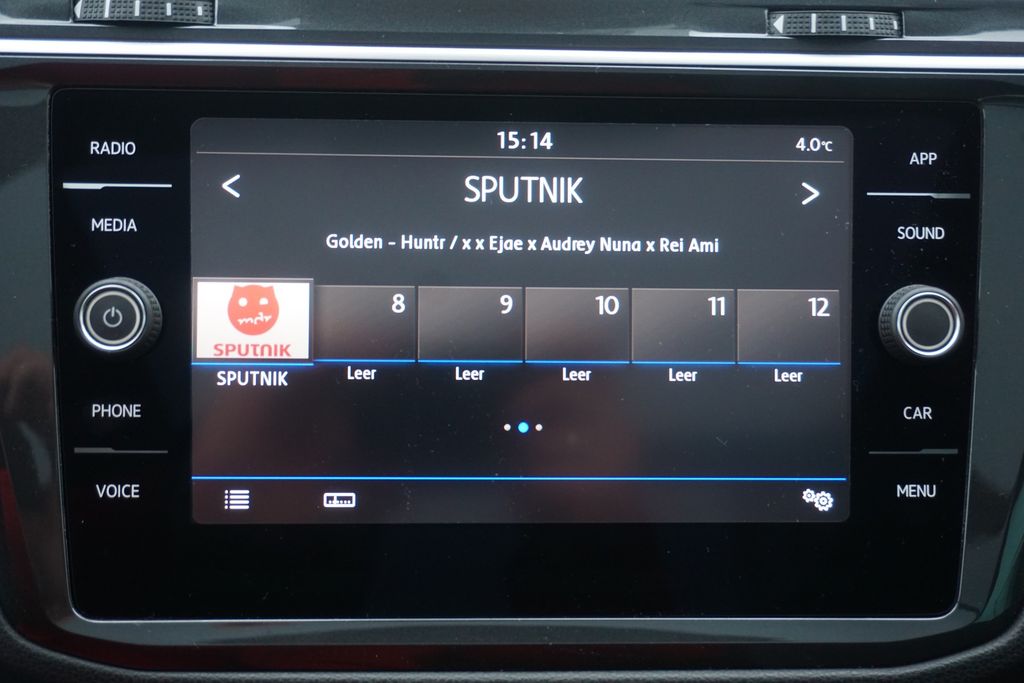 RADIO
MEDIA
PHONE
VOICE
15:14
4.0°C
< SPUTNIK >
Golden - Huntr / x x Ejae x Audrey Nuna x Rei Ami
mdr
SPUTNIK
8
9
10
11
12
SPUTNIK
Leer
Leer
Leer
Leer
Leer
APP
SOUND
CAR
MENU